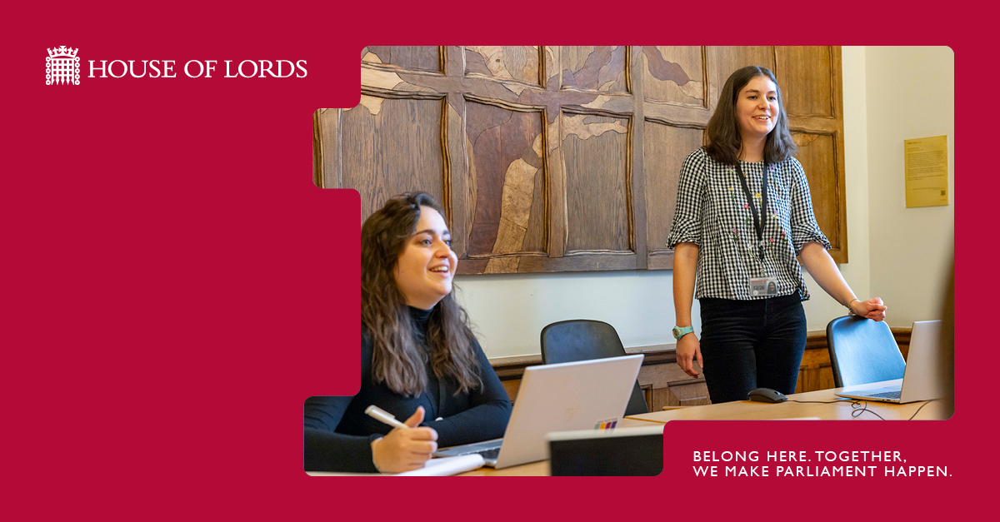 HOUSE OF LORDS
BELONG HERE. TOGETHER,
WE MAKE PARLIAMENT HAPPEN.